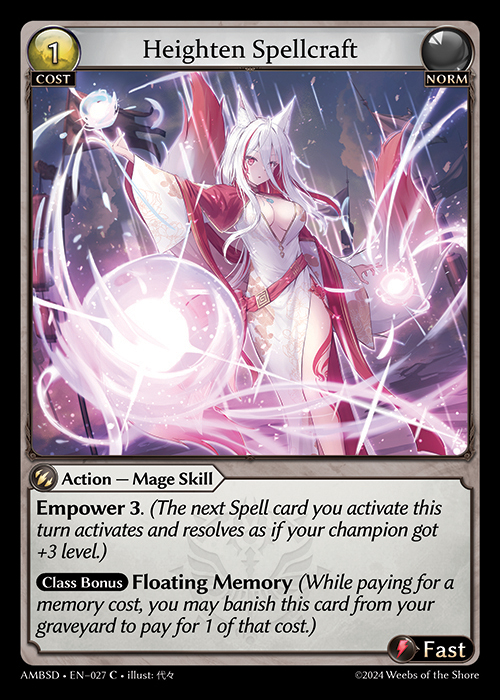 1
Heighten Spellcraft
COST
NORM
Action — Mage Skill
Empower 3. (The next Spell card you activate this
turn activates and resolves as if your champion got
+3 level.)
Class Bonus Floating Memory (While paying for a
memory cost, you may banish this card from your
graveyard to pay for 1 of that cost.)
Fast
AMBSD • EN-027 C • illust: 代々
©2024 Weebs of the Shore